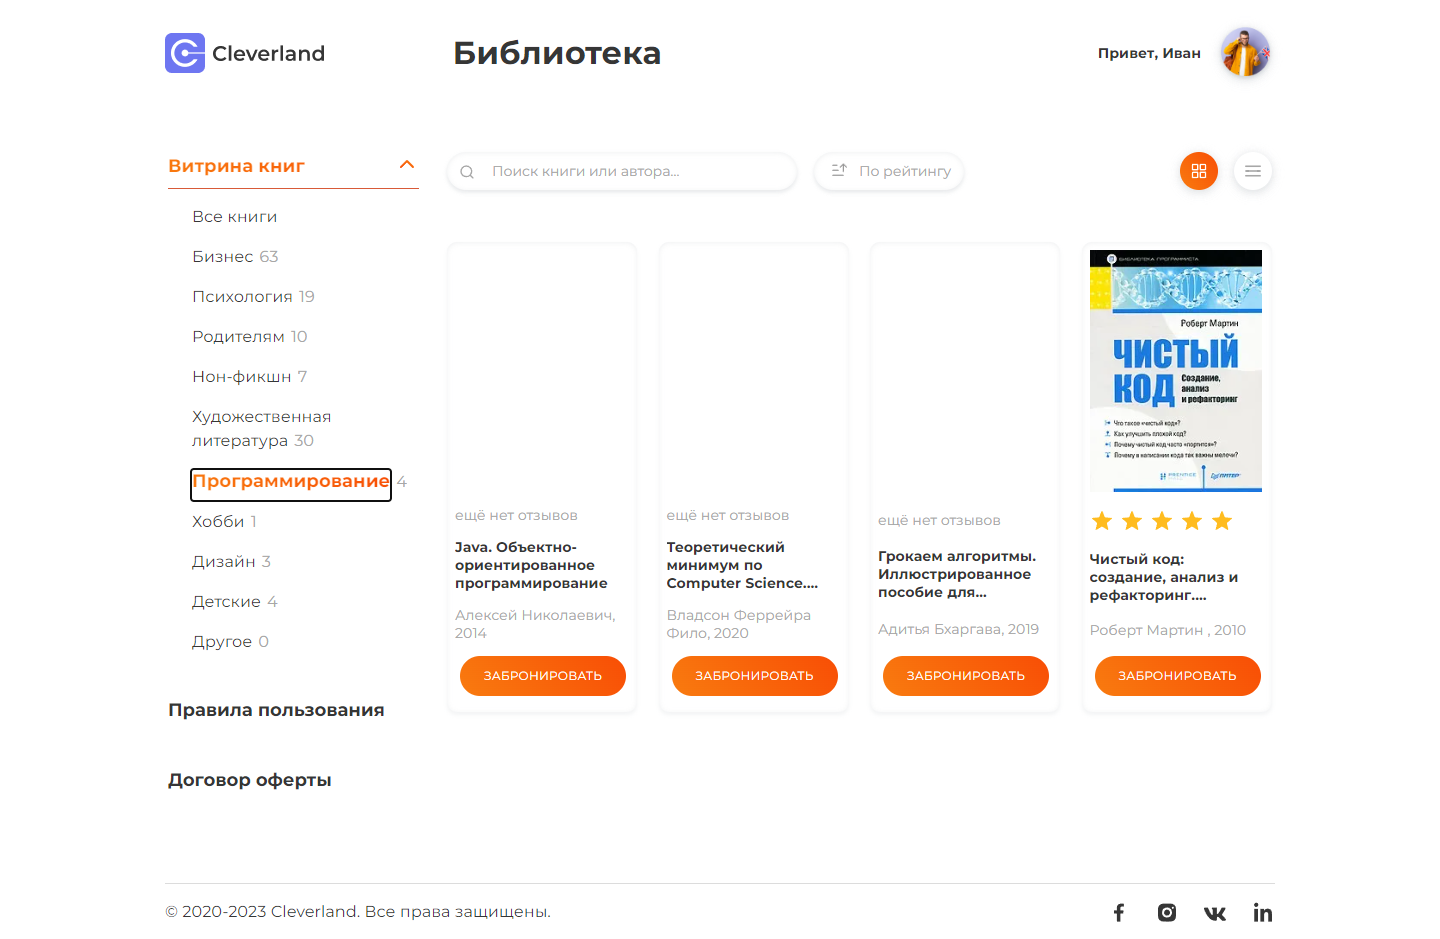 Cleverland
Библиотека
Привет, Иван
Витрина книг
Поиск книги или автора...
По рейтингу
Все книги
Бизнес 63
Психология 19
Родителям 10
Нон-фикшн 7
Художественная
литература 30
Программирование 4
Хобби 1
Дизайн 3
Детские 4
Другое 0
Правила пользования
Договор оферты
ещё нет отзывов
Java. Объектно-
ориентированное
программирование
Алексей Николаевич,
2014
ЗАБРОНИРОВАТЬ
ещё нет отзывов
Теоретический
минимум по
Computer Science....
Владсон Феррейра
Фило, 2020
ЗАБРОНИРОВАТЬ
ещё нет отзывов
Грокаем алгоритмы.
Иллюстрированное
пособие для...
Адитья Бхаргава, 2019
ЗАБРОНИРОВАТЬ
БИБЛИОТЕКА ПРОГРАММИСТА
Роберт Мартин
ЧИСТЫЙ
КОД
Создание,
анализ
и рефакторинг
Что такое «чистый код»?
Как улучшить плохой код?
Почему чистый код часто «портится»?
Почему в написании кода так важны мелочи?
PRENTICE
ПИТЕР
Чистый код:
создание, анализ и
рефакторинг....
Роберт Мартин , 2010
ЗАБРОНИРОВАТЬ
© 2020-2023 Cleverland. Все права защищены.